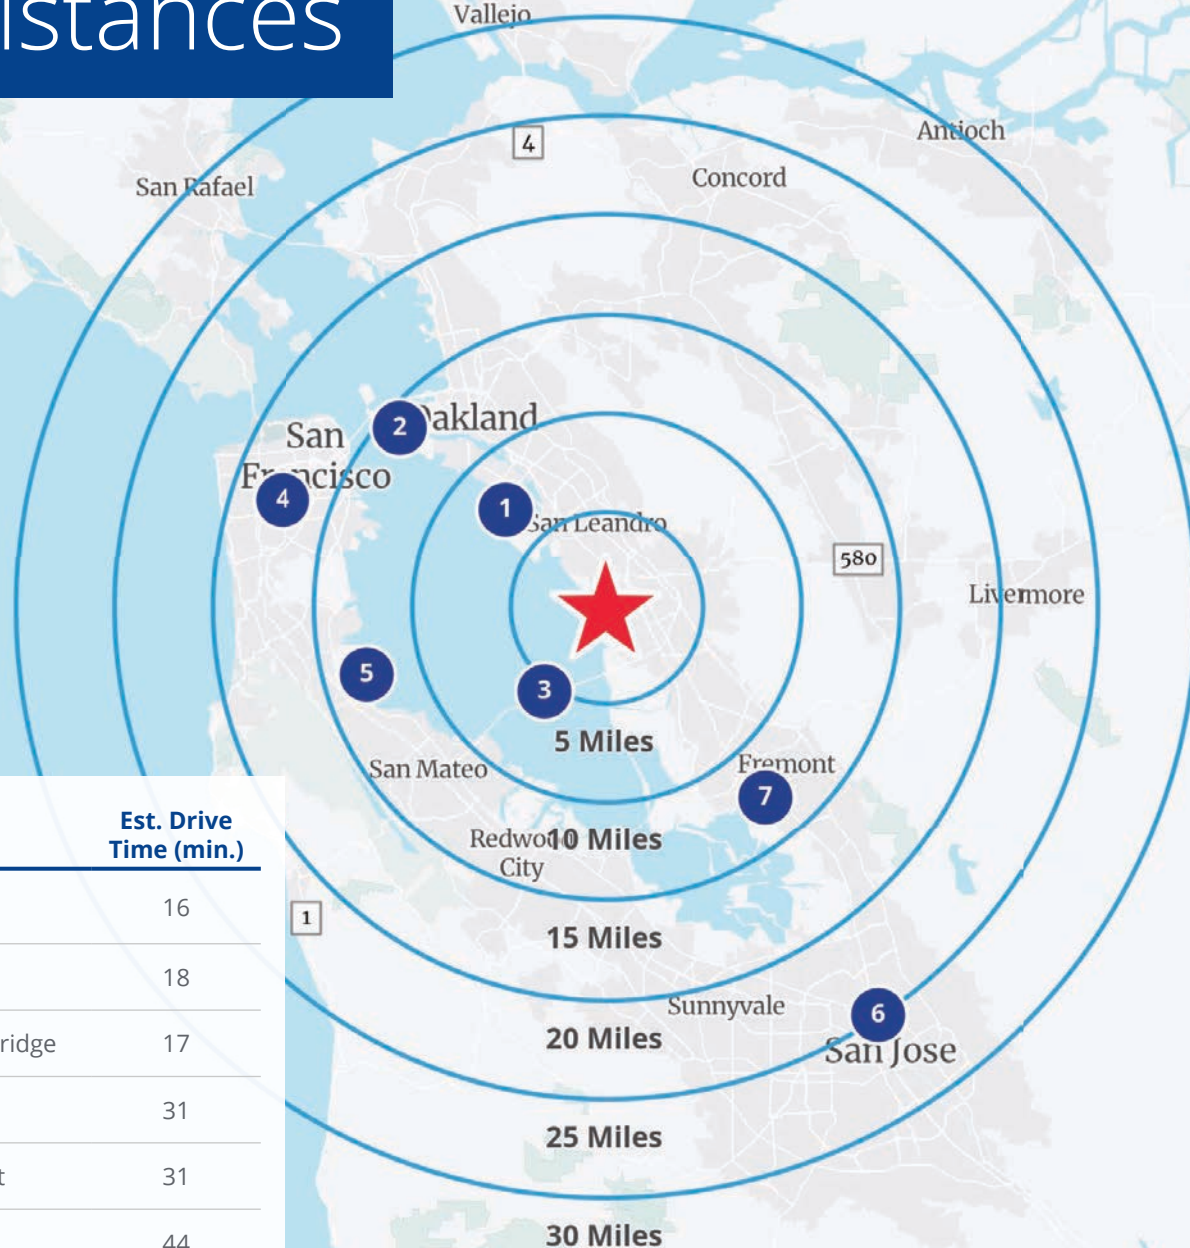 istances
Vallejo
Antioch
4
Concord
San Rafael
Oakland
2
San
Francisco
4
1
San Leandro
580
Livermore
5
3
5 Miles
Fremont
San Mateo
7
Est. Drive
Time (min.)
Redwood
City
10 Miles
16
1
15 Miles
18
Sunnyvale
6
San Jose
20 Miles
ridge 17
31
25 Miles
t 31
44
30 Miles